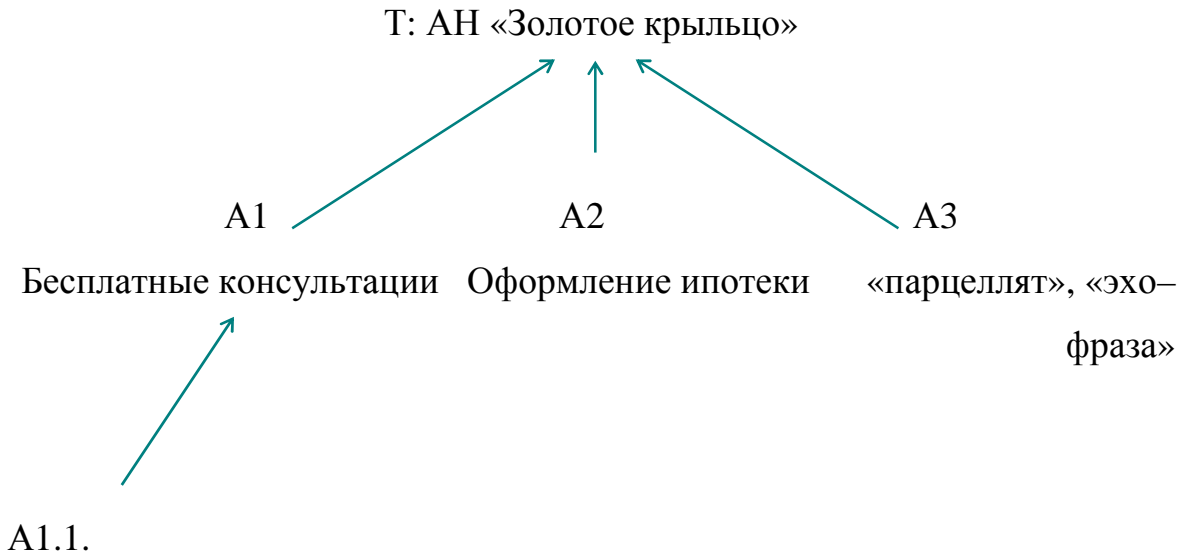 Т: АН «Золотое крыльцо»
А1 А2 А3
Бесплатные консультации Оформление ипотеки «парцеллят», «эхо–
фраза»
А1.1.